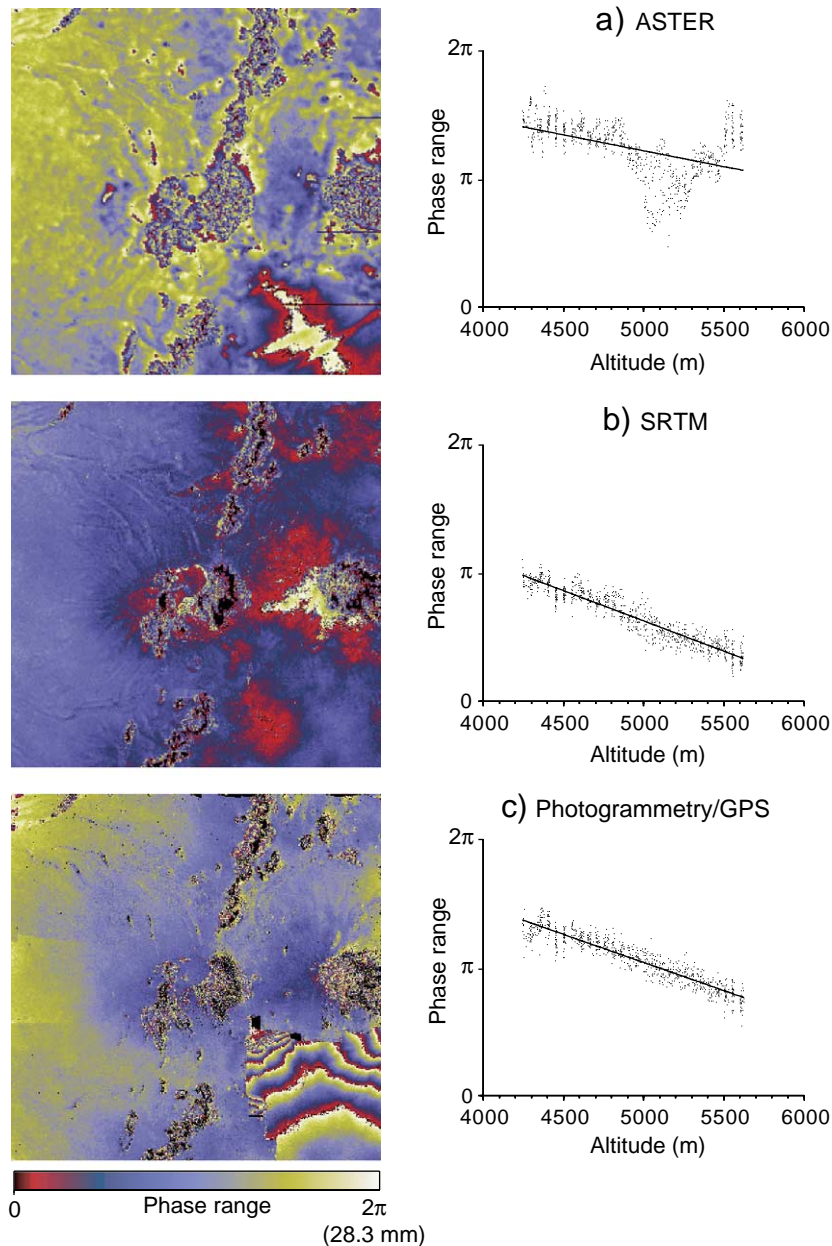 a) ASTER
2π
π
0
Phase range
4000 4500 5000 5500 6000
Altitude (m)
b) SRTM
2π
π
0
Phase range
4000 4500 5000 5500 6000
Altitude (m)
c) Photogrammetry/GPS
2π
π
0
Phase range
4000 4500 5000 5500 6000
Altitude (m)
0 Phase range 2π
(28.3 mm)